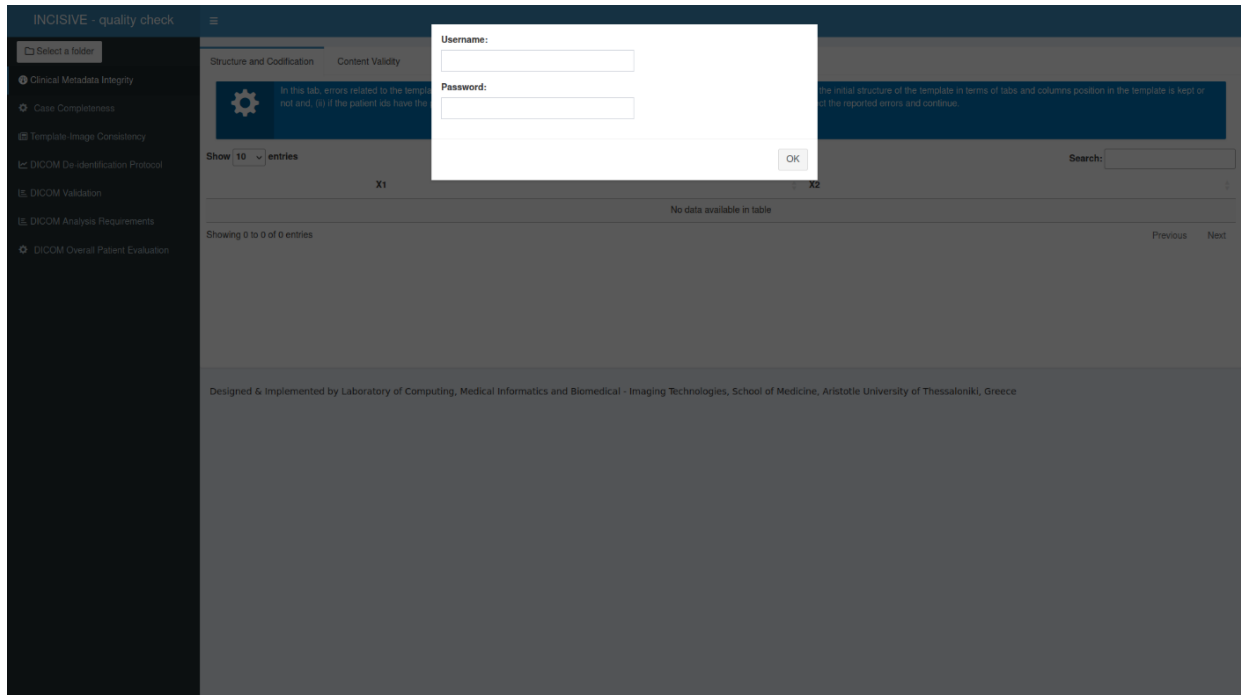 INCISIVE - quality check
Select a folder
Clinical Metadata Integrity
Case Completeness
Template-Image Consistency
DICOM De-identification Protocol
DICOM Validation
DICOM Analysis Requirements
DICOM Overall Patient Evaluation
Username:
Password:
OK
Structure and Codification Content Validity
In this tab, errors related to the templa the initial structure of the template in terms of tabs and columns position in the template is kept or
not and, (ii) if the patient ids have the ct the reported errors and continue.
Show 10 entries Search:
X1 X2
No data available in table
Showing 0 to 0 of 0 entries Previous Next
Designed & Implemented by Laboratory of Computing, Medical Informatics and Biomedical - Imaging Technologies, School of Medicine, Aristotle University of Thessaloniki, Greece